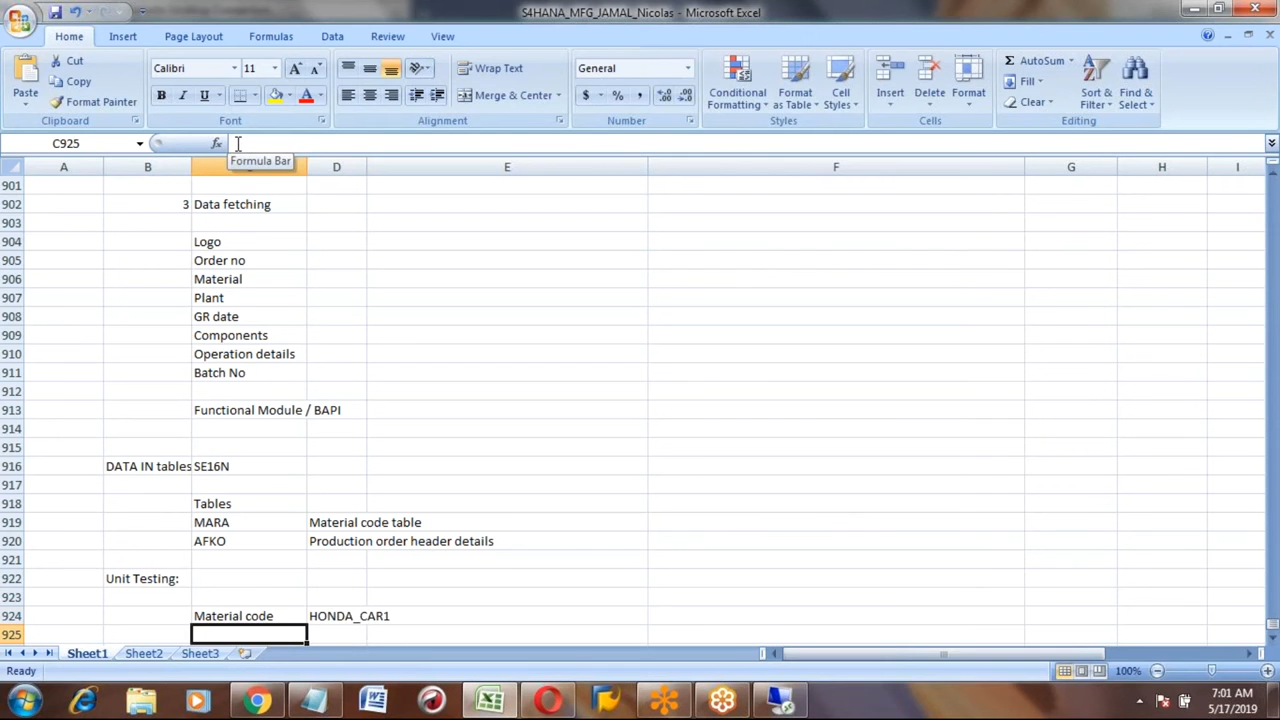 S4HANA_MFG_JAMAL_Nicolas - Microsoft Excel
Home Insert Page Layout Formulas Data Review View
Paste
Cut
Copy
Format Painter
Clipboard
Calibri 11
B I U
Font
Wrap Text
Merge & Center
Alignment
General
$ % ,
Number
Conditional Formatting
Format as Table
Cell Styles
Styles
Insert Delete Format
Cells
AutoSum
Fill
Clear
Sort & Filter
Find & Select
Editing
C925 fx
Formula Bar
A B D E F G H I
901
902 3 Data fetching
903
904 Logo
905 Order no
906 Material
907 Plant
908 GR date
909 Components
910 Operation details
911 Batch No
912
913 Functional Module / BAPI
914
915
916 DATA IN tables SE16N
917
918 Tables
919 MARA Material code table
920 AFKO Production order header details
921
922 Unit Testing:
923
924 Material code HONDA_CAR1
925
Sheet1 Sheet2 Sheet3
Ready 100%
7:01 AM
5/17/2019